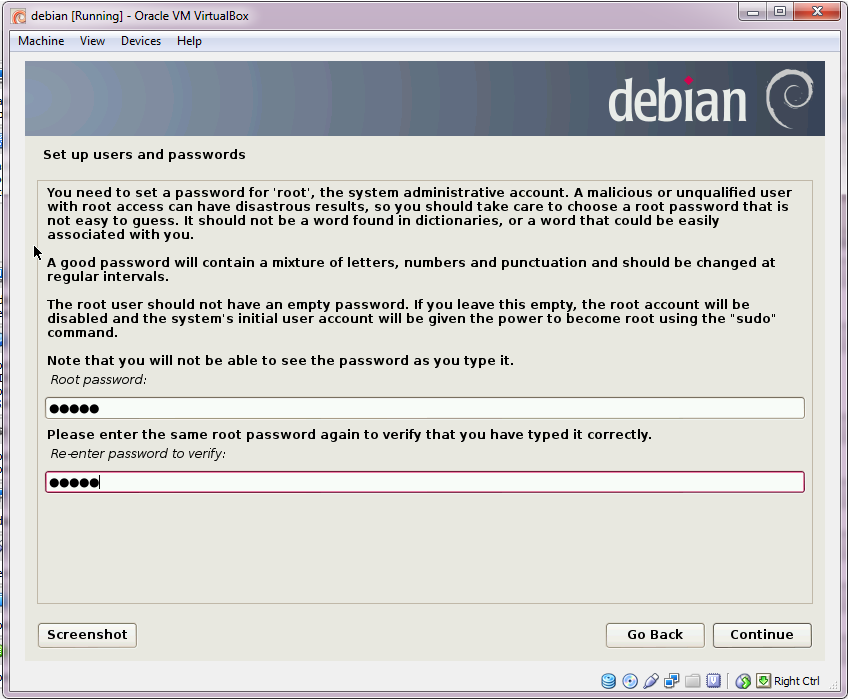 debian [Running] - Oracle VM VirtualBox
Machine View Devices Help
debian
Set up users and passwords
You need to set a password for 'root', the system administrative account. A malicious or unqualified user
with root access can have disastrous results, so you should take care to choose a root password that is
not easy to guess. It should not be a word found in dictionaries, or a word that could be easily
associated with you.
A good password will contain a mixture of letters, numbers and punctuation and should be changed at
regular intervals.
The root user should not have an empty password. If you leave this empty, the root account will be
disabled and the system's initial user account will be given the power to become root using the "sudo"
command.
Note that you will not be able to see the password as you type it.
Root password:
●●●●●
Please enter the same root password again to verify that you have typed it correctly.
Re-enter password to verify:
●●●●●
Screenshot Go Back Continue
Right Ctrl